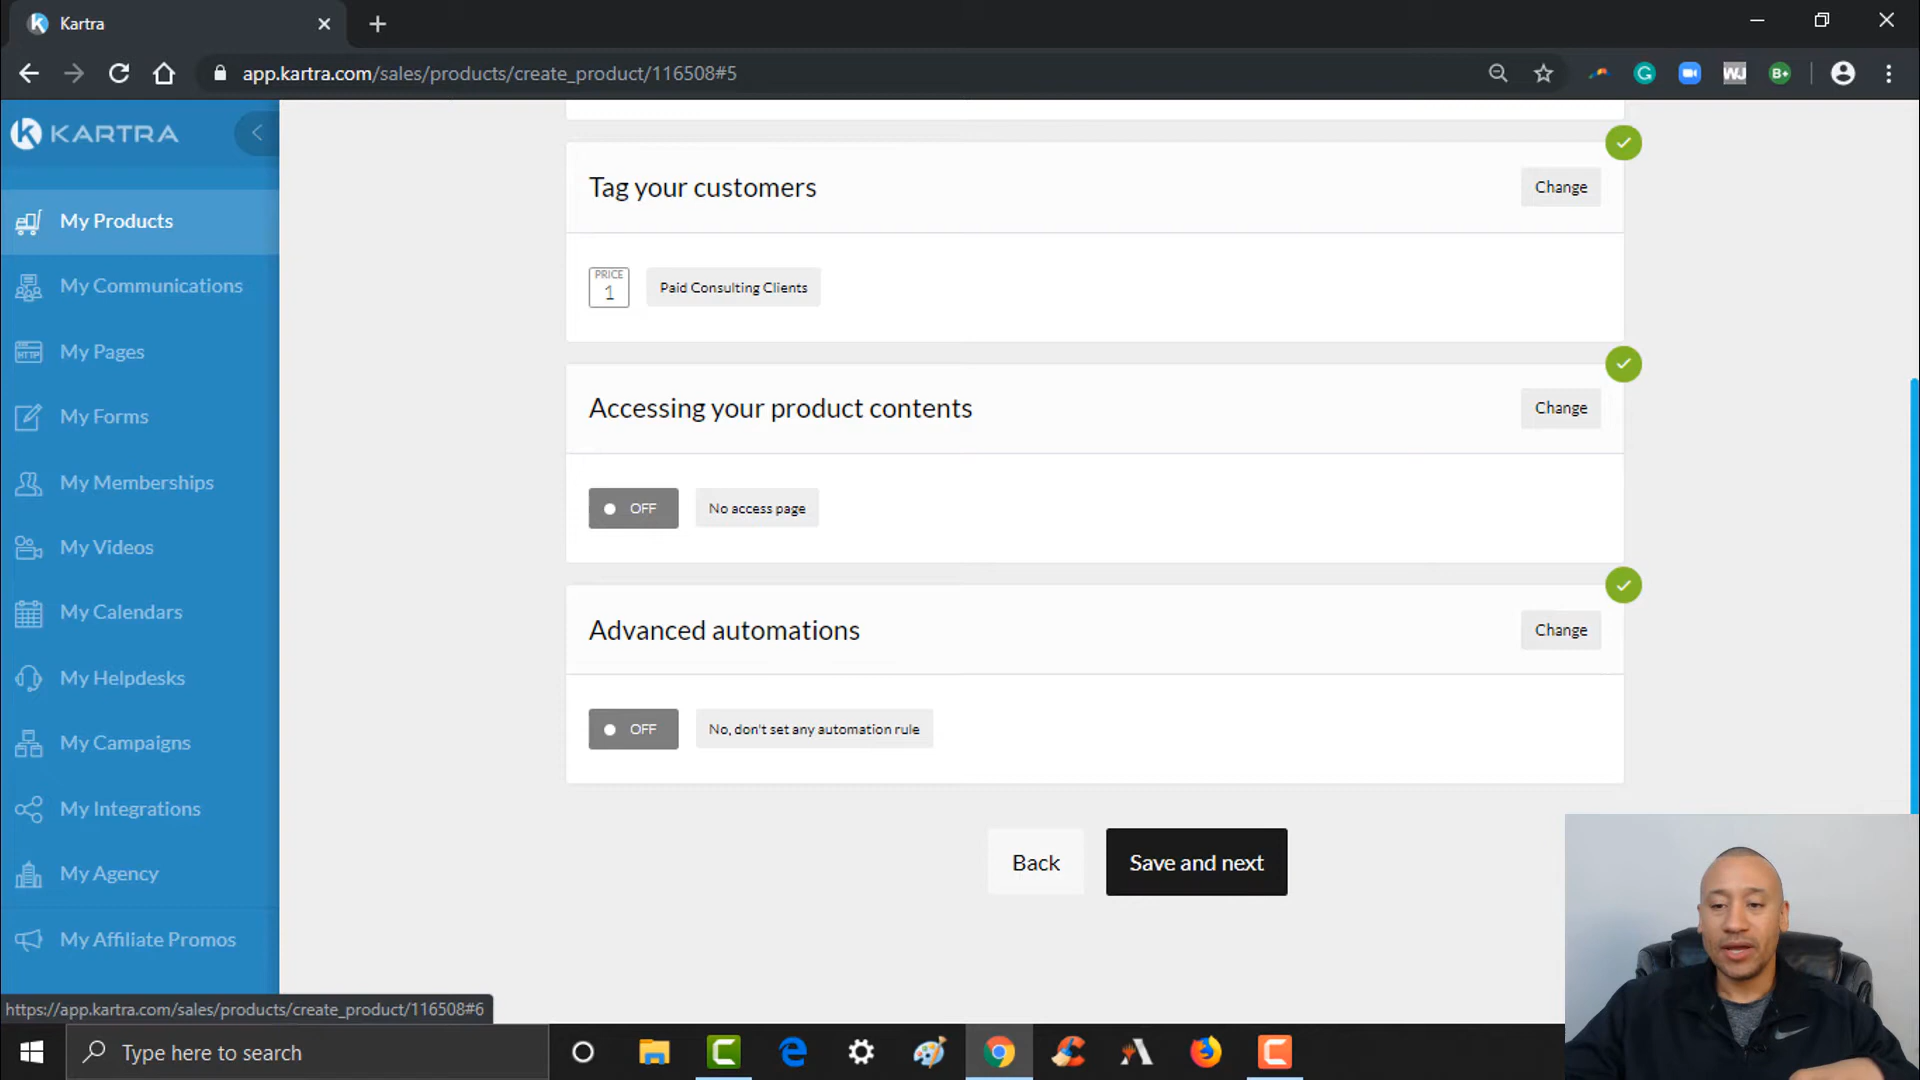 Kartra
app.kartra.com/sales/products/create_product/116508#5
WJ
B+
KARTRA
My Products
My Communications
My Pages
My Forms
My Memberships
My Videos
My Calendars
My Helpdesks
My Campaigns
My Integrations
My Agency
My Affiliate Promos
Tag your customers
Change
PRICE
1
Paid Consulting Clients
Accessing your product contents
Change
OFF
No access page
Advanced automations
Change
OFF
No, don't set any automation rule
Back
Save and next
https://app.kartra.com/sales/products/create_product/116508#6
Type here to search